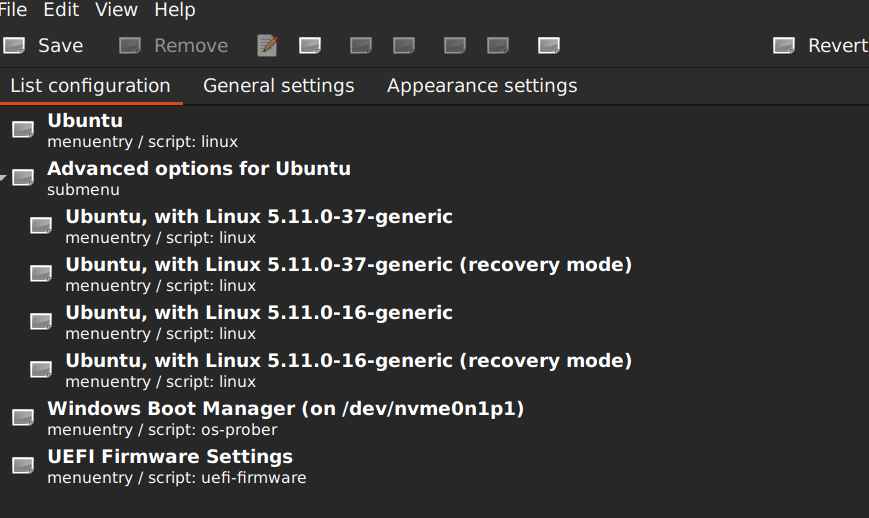 File Edit View Help
Save Remove Revert
List configuration General settings Appearance settings
Ubuntu
menuentry / script: linux
Advanced options for Ubuntu
submenu
Ubuntu, with Linux 5.11.0-37-generic
menuentry / script: linux
Ubuntu, with Linux 5.11.0-37-generic (recovery mode)
menuentry / script: linux
Ubuntu, with Linux 5.11.0-16-generic
menuentry / script: linux
Ubuntu, with Linux 5.11.0-16-generic (recovery mode)
menuentry / script: linux
Windows Boot Manager (on /dev/nvme0n1p1)
menuentry / script: os-prober
UEFI Firmware Settings
menuentry / script: uefi-firmware